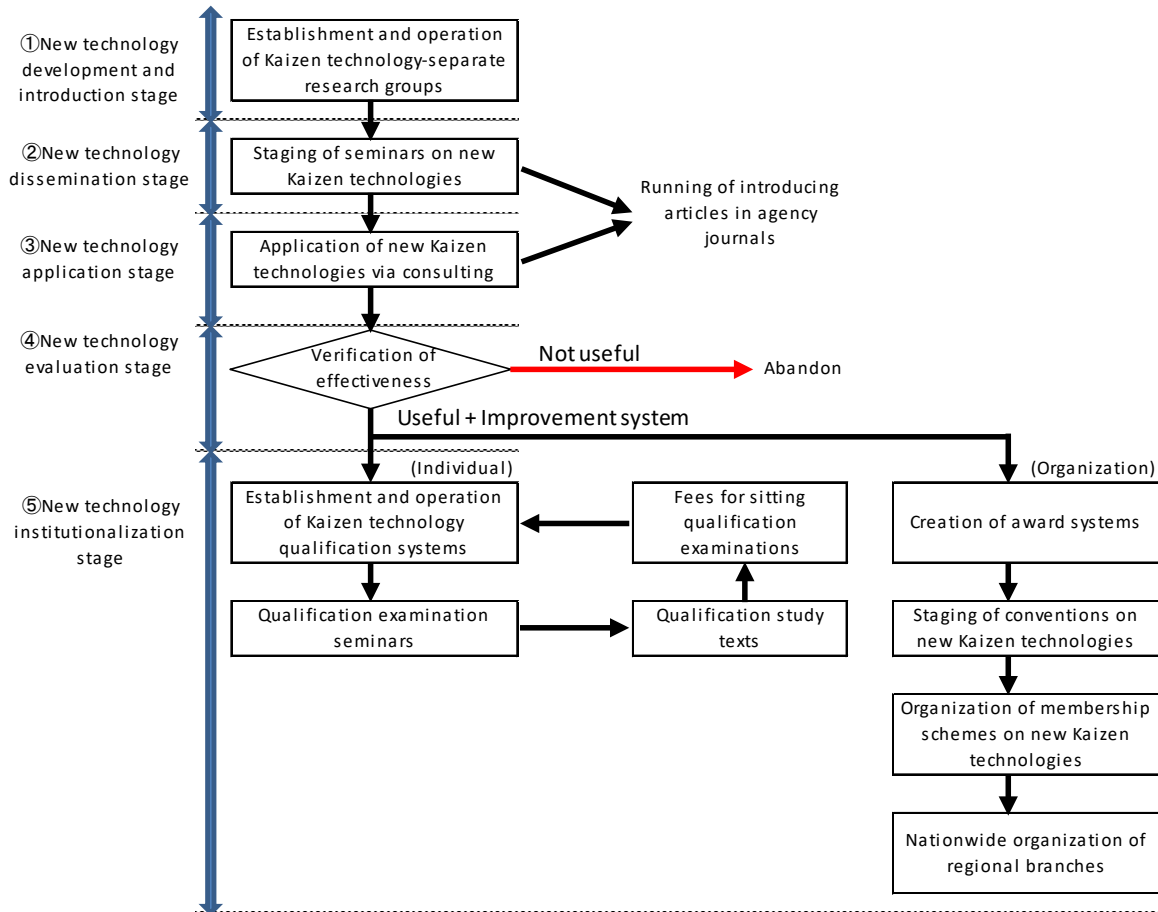 ①New technology
development and
introduction stage
Establishment and operation
of Kaizen technology-separate
research groups
②New technology
dissemination stage
Staging of seminars on new
Kaizen technologies
Running of introducing
articles in agency
journals
③New technology
application stage
Application of new Kaizen
technologies via consulting
④New technology
evaluation stage
Verification of
effectiveness
Not useful
Abandon
Useful + Improvement system
(Individual)
(Organization)
⑤New technology
institutionalization
stage
Establishment and operation
of Kaizen technology
qualification systems
Fees for sitting
qualification
examinations
Creation of award systems
Qualification examination
seminars
Qualification study
texts
Staging of conventions on
new Kaizen technologies
Organization of membership
schemes on new Kaizen
technologies
Nationwide organization of
regional branches